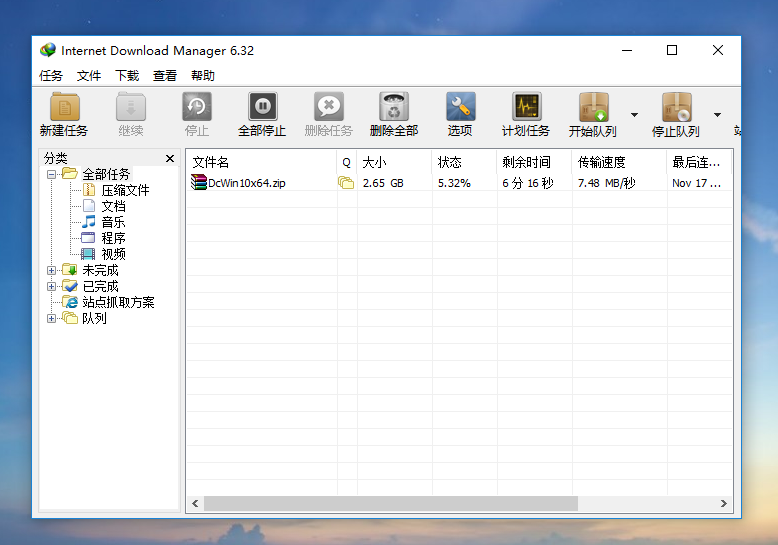 Internet Download Manager 6.32
任务 文件 下载 查看 帮助
新建任务 继续 停止 全部停止 删除任务 删除全部 选项 计划任务 开始队列 停止队列
分类
全部任务
压缩文件
文档
音乐
程序
视频
未完成
已完成
站点抓取方案
队列
文件名 Q 大小 状态 剩余时间 传输速度 最后连...
DcWin10x64.zip 2.65 GB 5.32% 6 分 16 秒 7.48 MB/秒 Nov 17 ...